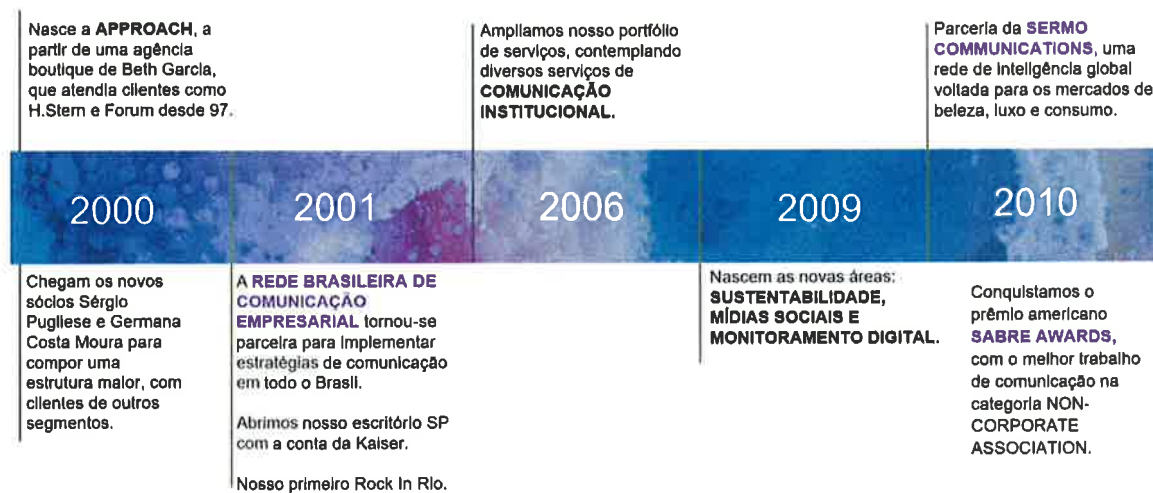 Nasce a APPROACH, a
partir de uma agência
boutique de Beth Garcia,
que atendia clientes como
H.Stern e Forum desde 97.
Ampliamos nosso portfólio
de serviços, contemplando
diversos serviços de
COMUNICAÇÃO
INSTITUCIONAL.
Parceria da SERMO
COMMUNICATIONS, uma
rede de inteligência global
voltada para os mercados de
beleza, luxo e consumo.
2000
2001
2006
2009
2010
Chegam os novos
sócios Sérgio
Pugliese e Germana
Costa Moura para
compor uma
estrutura maior, com
clientes de outros
segmentos.
A REDE BRASILEIRA DE
COMUNICAÇÃO
EMPRESARIAL tornou-se
parceira para implementar
estratégias de comunicação
em todo o Brasil.
Abrimos nosso escritório SP
com a conta da Kaiser.
Nosso primeiro Rock In Rio.
Nascem as novas áreas:
SUSTENTABILIDADE,
MÍDIAS SOCIAIS E
MONITORAMENTO DIGITAL.
Conquistamos o
prêmio americano
SABRE AWARDS,
com o melhor trabalho
de comunicação na
categoria NON-
CORPORATE
ASSOCIATION.